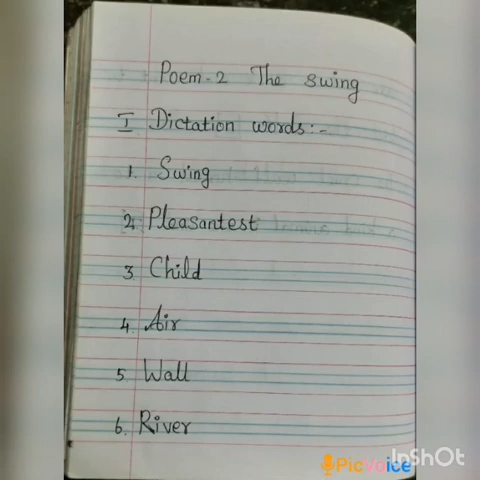 Poem-2 The swing
I Dictation words:-
1. Swing
2. Pleasantest
3. Child
4. Air
5. Wall
6. River
Picvoice
InShOt